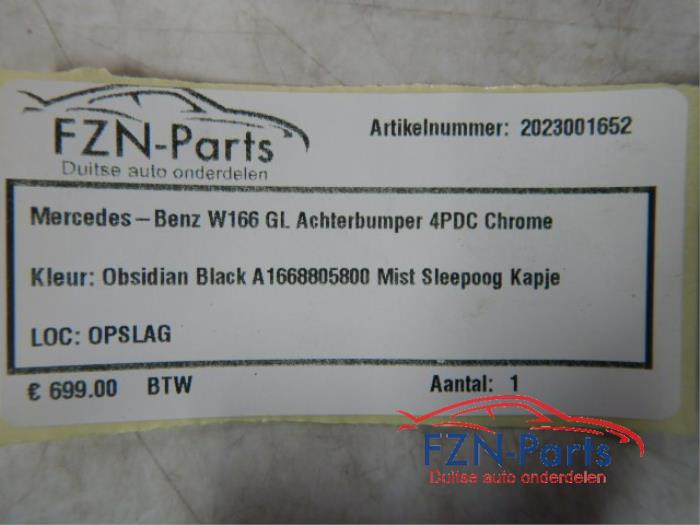 FZN-Parts
Duitse auto onderdelen
Artikelnummer: 2023001652
Mercedes-Benz W166 GL Achterbumper 4PDC Chrome
Kleur: Obsidian Black A1668805800 Mist Sleepoog Kapje
LOC: OPSLAG
€ 699.00 BTW Aantal: 1
FZN-Parts
Duitse auto onderdelen